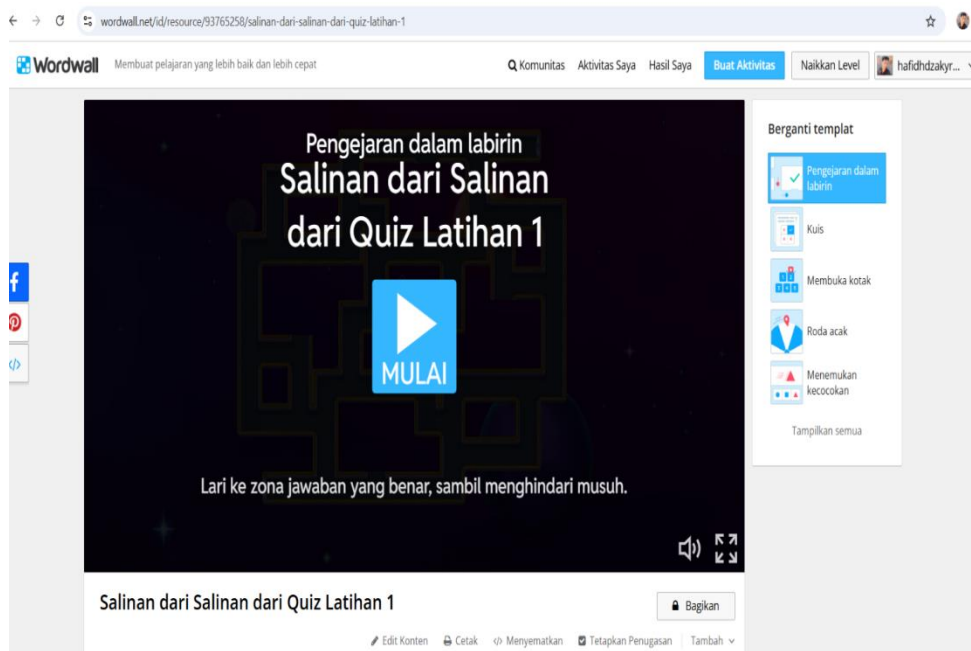 wordwall.net/id/resource/93765258/salinan-dari-salinan-dari-quiz-latihan-1
Wordwall
Membuat pelajaran yang lebih baik dan lebih cepat
Komunitas
Aktivitas Saya
Hasil Saya
Buat Aktivitas
Naikkan Level
hafidhdzakyr...
Pengejaran dalam labirin
Salinan dari Salinan
dari Quiz Latihan 1
MULAI
Lari ke zona jawaban yang benar, sambil menghindari musuh.
Berganti templat
Pengejaran dalam
labirin
Kuis
Membuka kotak
Roda acak
Menemukan
kecocokan
Tampilkan semua
Salinan dari Salinan dari Quiz Latihan 1
Bagikan
Edit Konten
Cetak
</> Menyematkan
Tetapkan Penugasan
Tambah